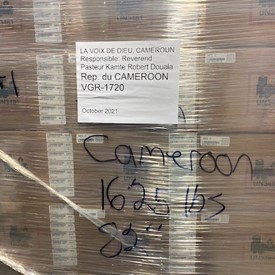 LA VOIX DE DIEU, CAMEROUN
Responsible: Reverend
Pasteur Kamte Robert Douala
Rep. du CAMEROON
VGR-1720
October 2021
Cameroon
1625 lbs
82"